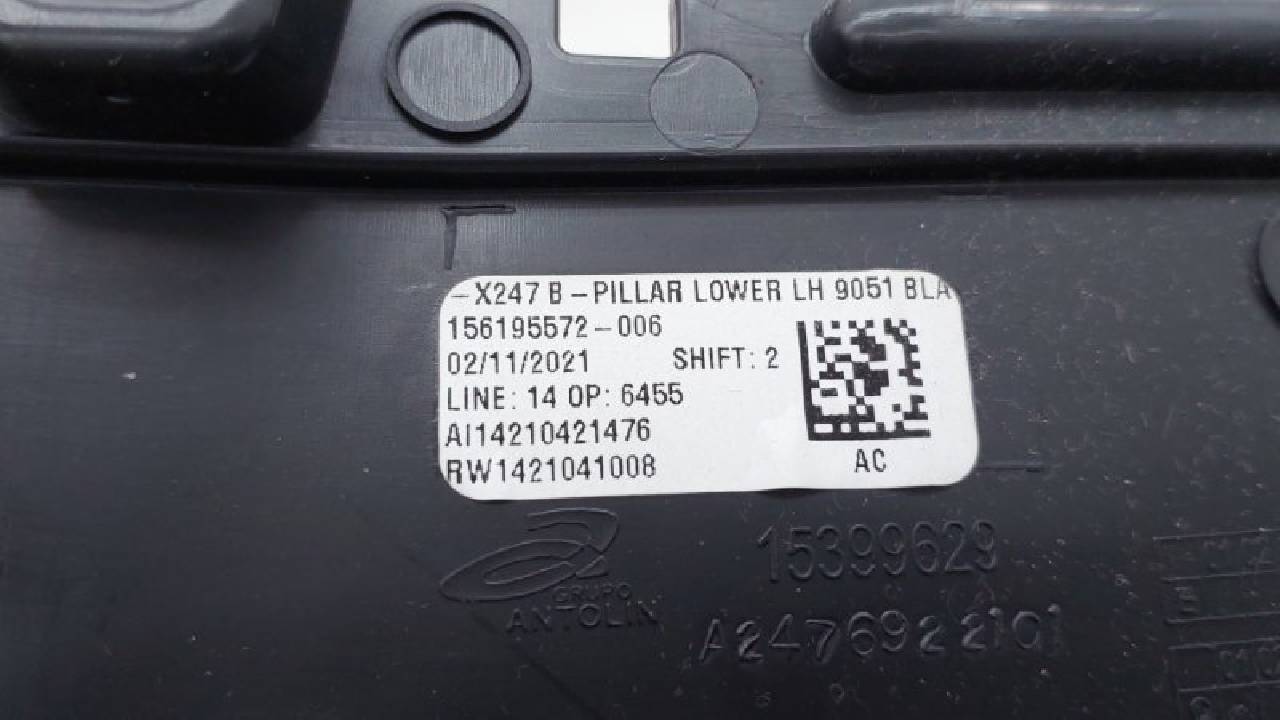 -X247 B-PILLAR LOWER LH 9051 BLA
156195572-006
02/11/2021 SHIFT: 2
LINE: 14 OP: 6455
AI14210421476
RW1421041008
AC
15399629
GRUPO
ANTOLIN
A2476922101